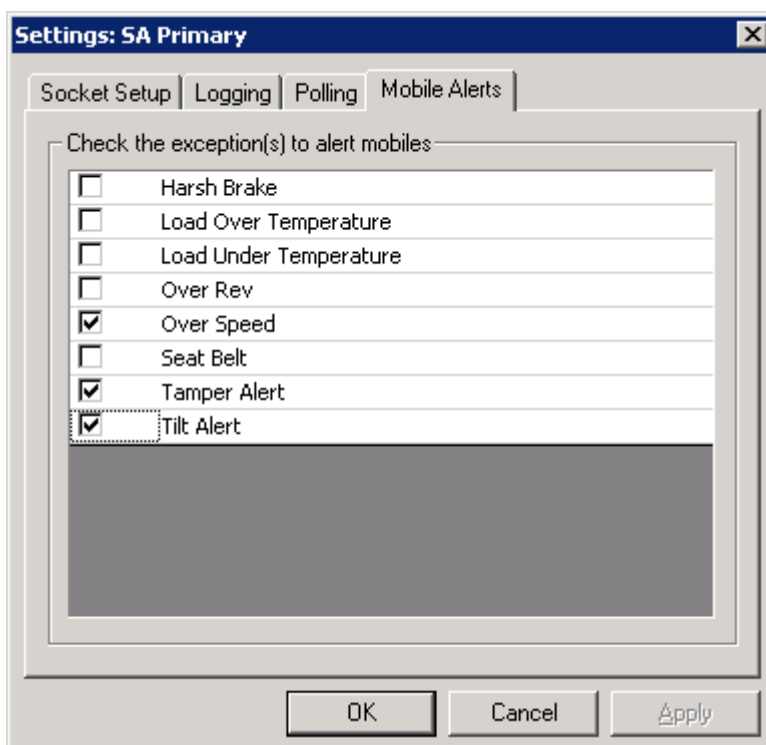 Settings: SA Primary
Socket Setup Logging Polling Mobile Alerts
Check the exception(s) to alert mobiles
Harsh Brake
Load Over Temperature
Load Under Temperature
Over Rev
Over Speed
Seat Belt
Tamper Alert
Tilt Alert
OK Cancel Apply